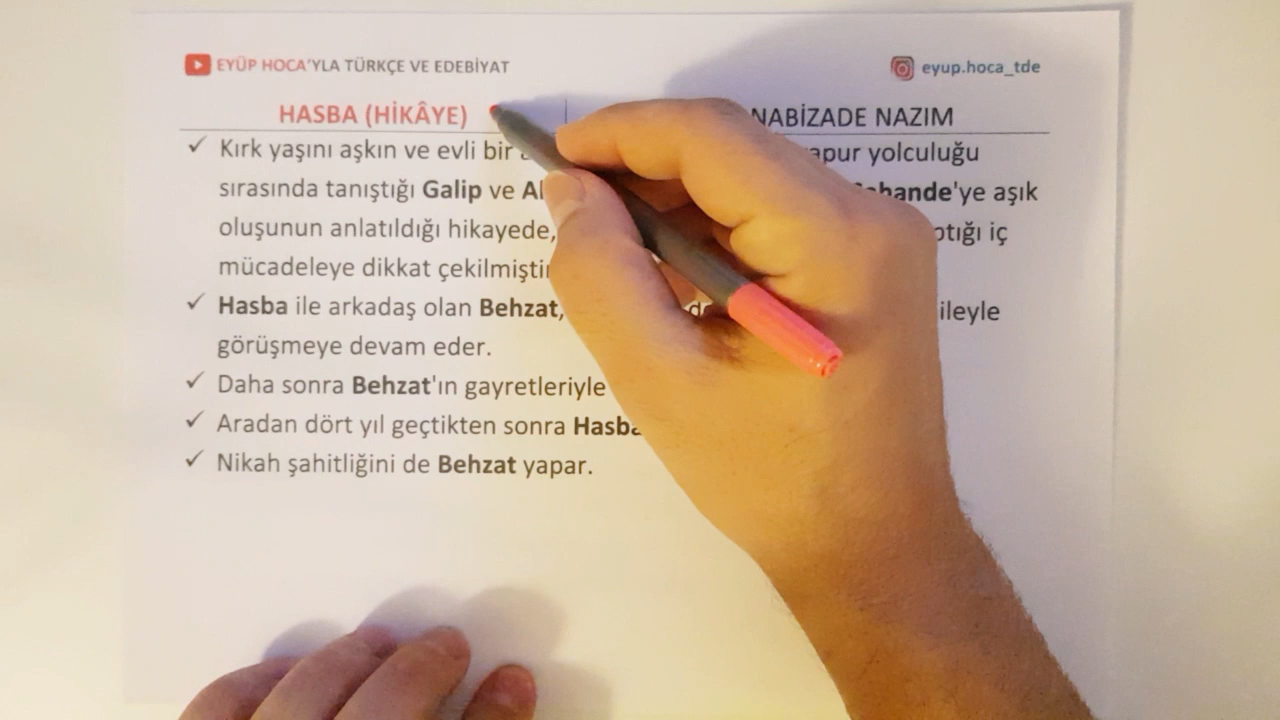 EYÜP HOCA'YLA TÜRKÇE VE EDEBİYAT
eyup.hoca_tde
HASBA (HİKÂYE) NABİZADE NAZIM
Kırk yaşını aşkın ve evli bir yolculuğu
sırasında tanıştığı Galip ve 'ye aşık
oluşunun anlatıldığı hikayede, iç
mücadeleye dikkat çekilmiştir
Hasba ile arkadaş olan Behzat,
görüşmeye devam eder.
Daha sonra Behzat'ın gayretleriyle
Aradan dört yıl geçtikten sonra Hasba
Nikah şahitliğini de Behzat yapar.